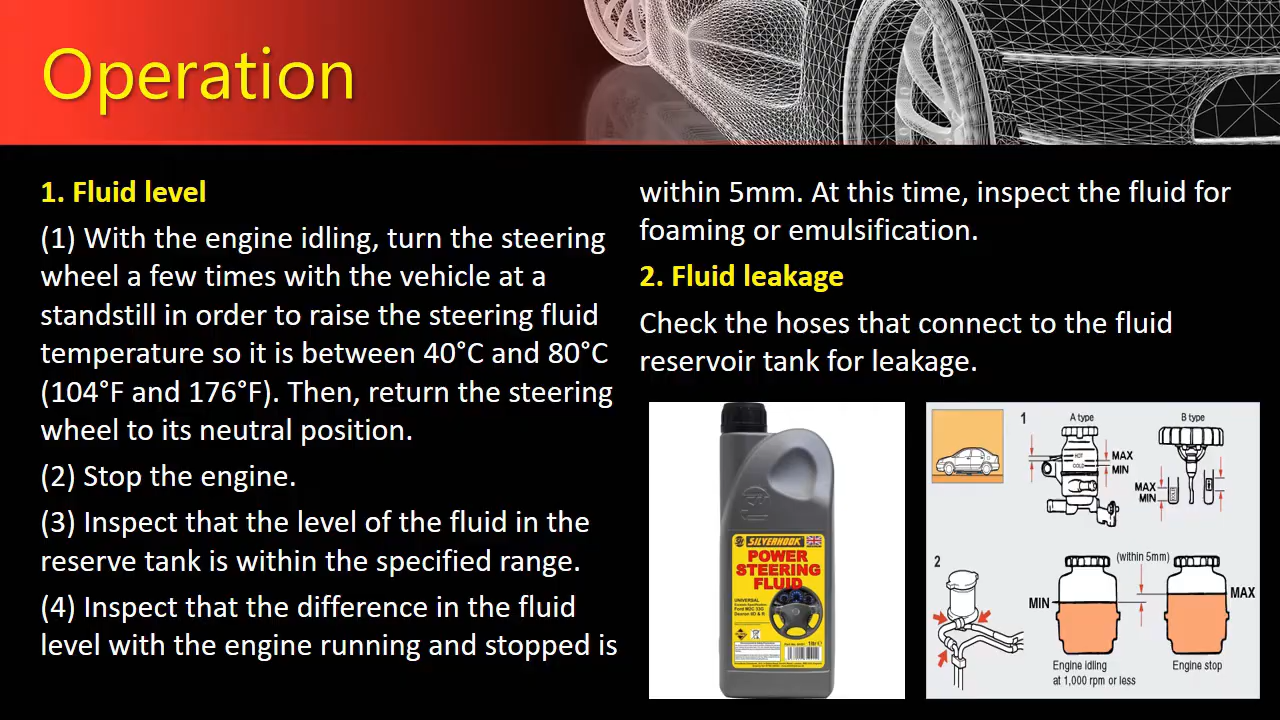 Operation
1. Fluid level
(1) With the engine idling, turn the steering
wheel a few times with the vehicle at a
standstill in order to raise the steering fluid
temperature so it is between 40°C and 80°C
(104°F and 176°F). Then, return the steering
wheel to its neutral position.
(2) Stop the engine.
(3) Inspect that the level of the fluid in the
reserve tank is within the specified range.
(4) Inspect that the difference in the fluid
level with the engine running and stopped is
within 5mm. At this time, inspect the fluid for
foaming or emulsification.
2. Fluid leakage
Check the hoses that connect to the fluid
reservoir tank for leakage.
SILVERHOOK
POWER
STEERING
FLUID
UNIVERSAL
1
A type
B type
HOT
COLD
MAX
MIN
MAX
MIN
2
(within 5mm)
MIN
MAX
Engine idling
at 1,000 rpm or less
Engine stop